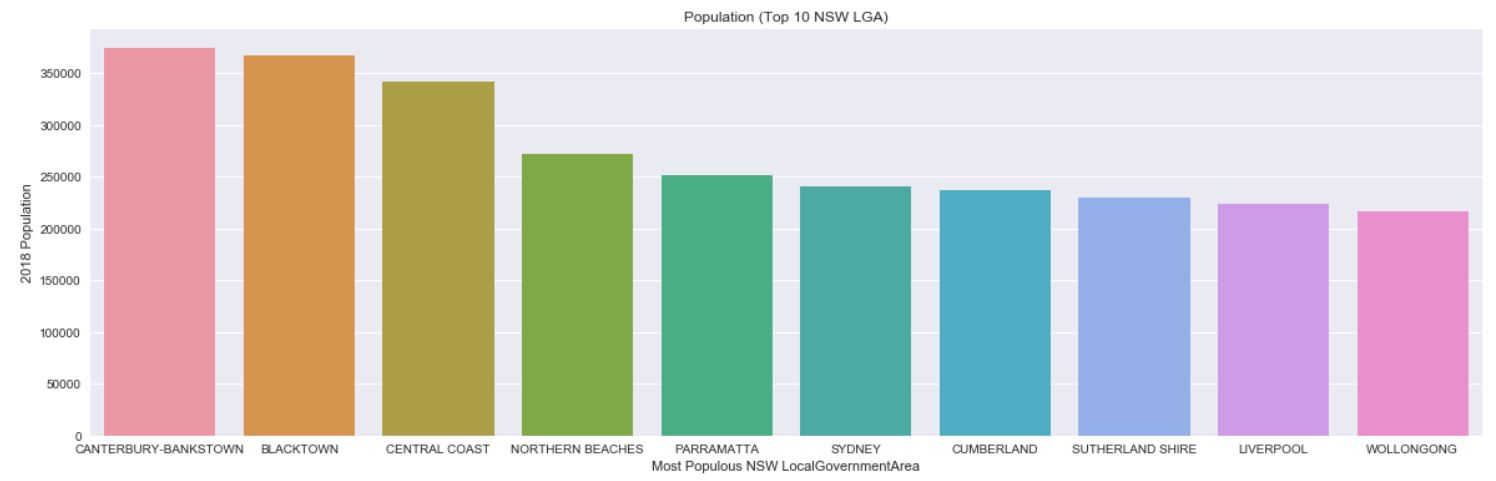 Population (Top 10 NSW LGA)
2018 Population
350000
300000
250000
200000
150000
100000
50000
0
CANTERBURY-BANKSTOWN BLACKTOWN CENTRAL COAST NORTHERN BEACHES PARRAMATTA SYDNEY CUMBERLAND SUTHERLAND SHIRE LIVERPOOL WOLLONGONG
Most Populous NSW LocalGovernmentArea